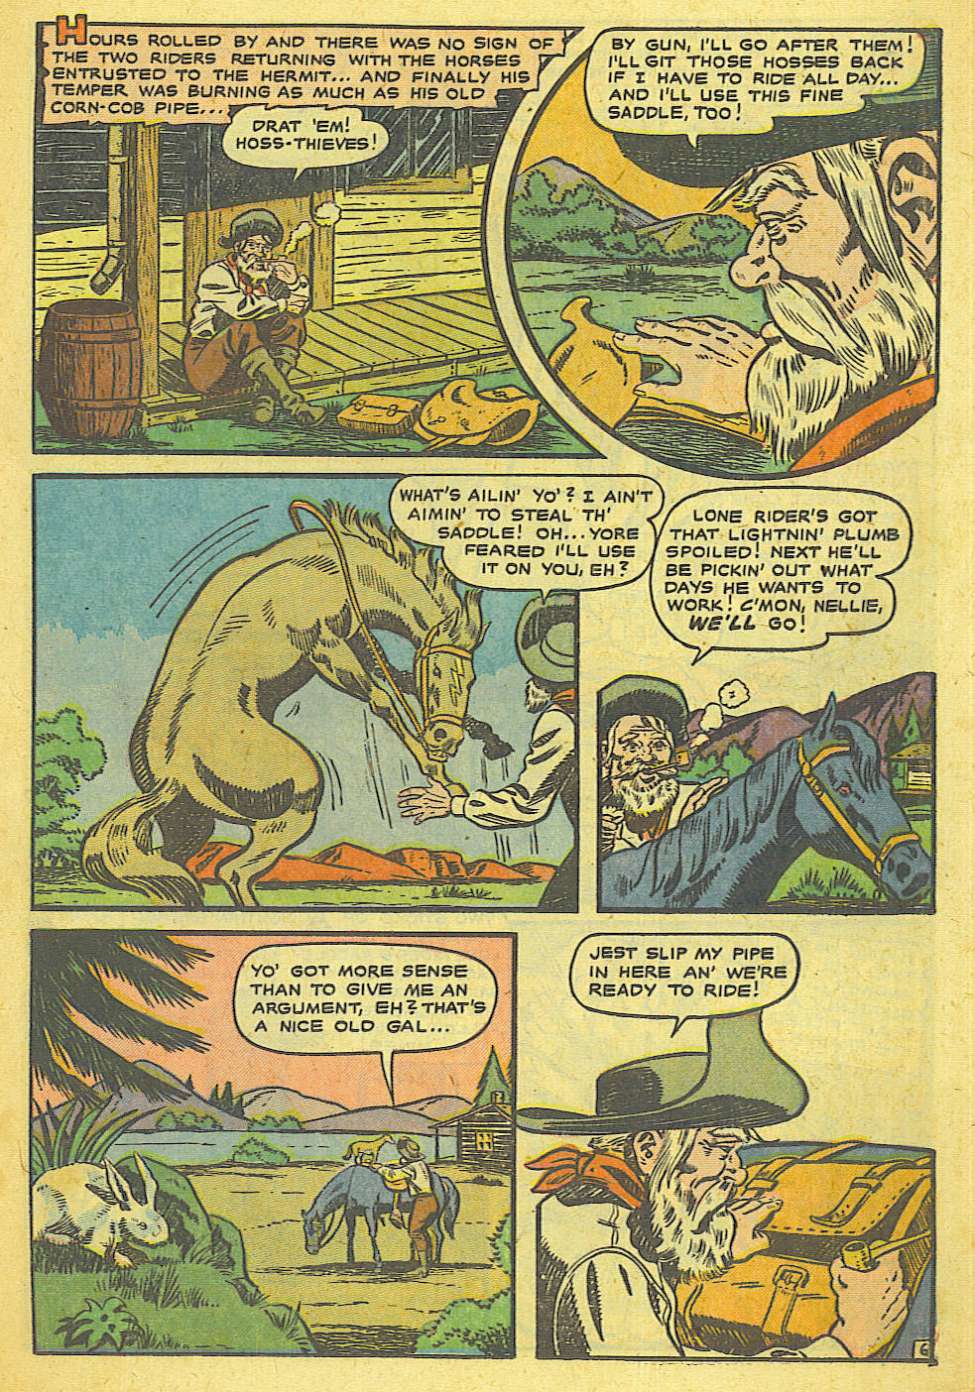 HOURS ROLLED BY AND THERE WAS NO SIGN OF
THE TWO RIDERS RETURNING WITH THE HORSES
ENTRUSTED TO THE HERMIT... AND FINALLY HIS
TEMPER WAS BURNING AS MUCH AS HIS OLD
CORN-COB PIPE...
DRAT 'EM!
HOSS-THIEVES!
BY GUN, I'LL GO AFTER THEM!
I'LL GIT THOSE HOSSES BACK
IF I HAVE TO RIDE ALL DAY...
AND I'LL USE THIS FINE
SADDLE, TOO!
WHAT'S AILIN' YO'? I AIN'T
AIMIN' TO STEAL TH'
SADDLE! OH... YORE
FEARED I'LL USE
IT ON YOU, EH?
LONE RIDER'S GOT
THAT LIGHTNIN' PLUMB
SPOILED! NEXT HE'LL
BE PICKIN' OUT WHAT
DAYS HE WANTS TO
WORK! C'MON, NELLIE,
WE'LL GO!
YO' GOT MORE SENSE
THAN TO GIVE ME AN
ARGUMENT, EH? THAT'S
A NICE OLD GAL...
JEST SLIP MY PIPE
IN HERE AN' WE'RE
READY TO RIDE!
6